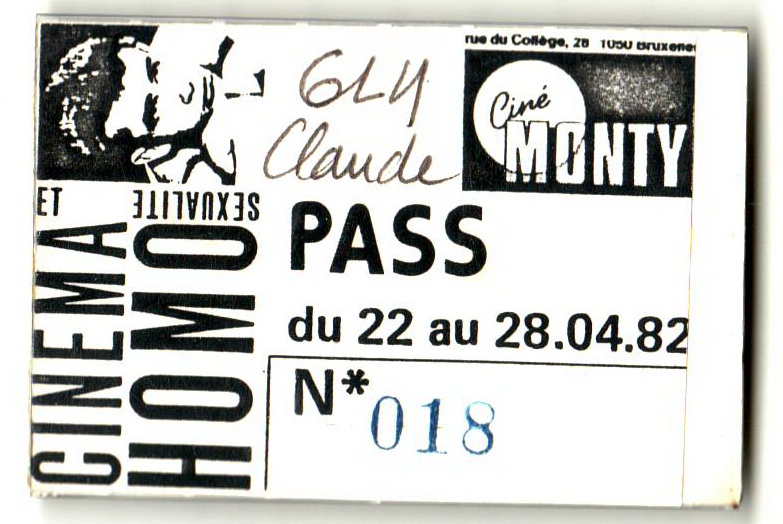 rue du Collège, 28 1050 Bruxelles
GLY
Claude
Ciné
MONTY
CINEMA
ET
HOMO
SEXUALITE
PASS
du 22 au 28.04.82
N* 018